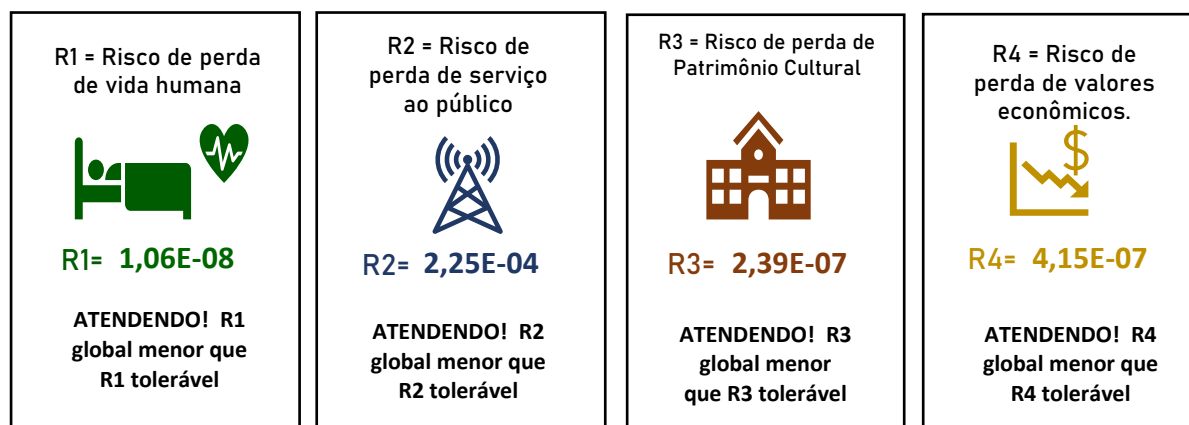 R1 = Risco de perda
de vida humana
R1= 1,06E-08
ATENDENDO! R1
global menor que
R1 tolerável
R2 = Risco de
perda de serviço
ao público
R2= 2,25E-04
ATENDENDO! R2
global menor que
R2 tolerável
R3 = Risco de perda de
Patrimônio Cultural
R3= 2,39E-07
ATENDENDO! R3
global menor
que R3 tolerável
R4 = Risco de
perda de valores
econômicos.
$
R4= 4,15E-07
ATENDENDO! R4
global menor que
R4 tolerável